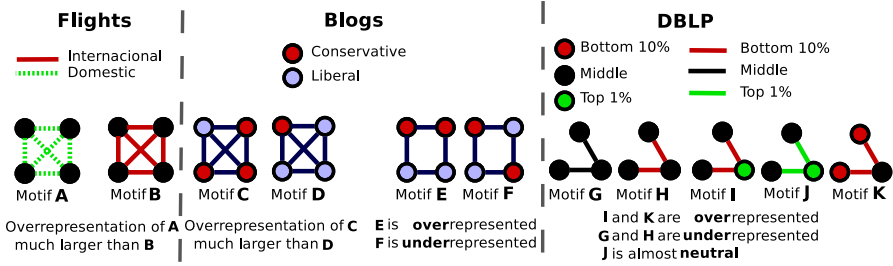 Flights
Internacional
Domestic
Motif A
Motif B
Overrepresentation of A
much larger than B
Blogs
Conservative
Liberal
Motif C
Motif D
Motif E
Motif F
Overrepresentation of C
much larger than D
E is overrepresented
F is underrepresented
DBLP
Bottom 10%
Middle
Top 1%
Bottom 10%
Middle
Top 1%
Motif G
Motif H
Motif I
Motif J
Motif K
I and K are overrepresented
G and H are underrepresented
J is almost neutral